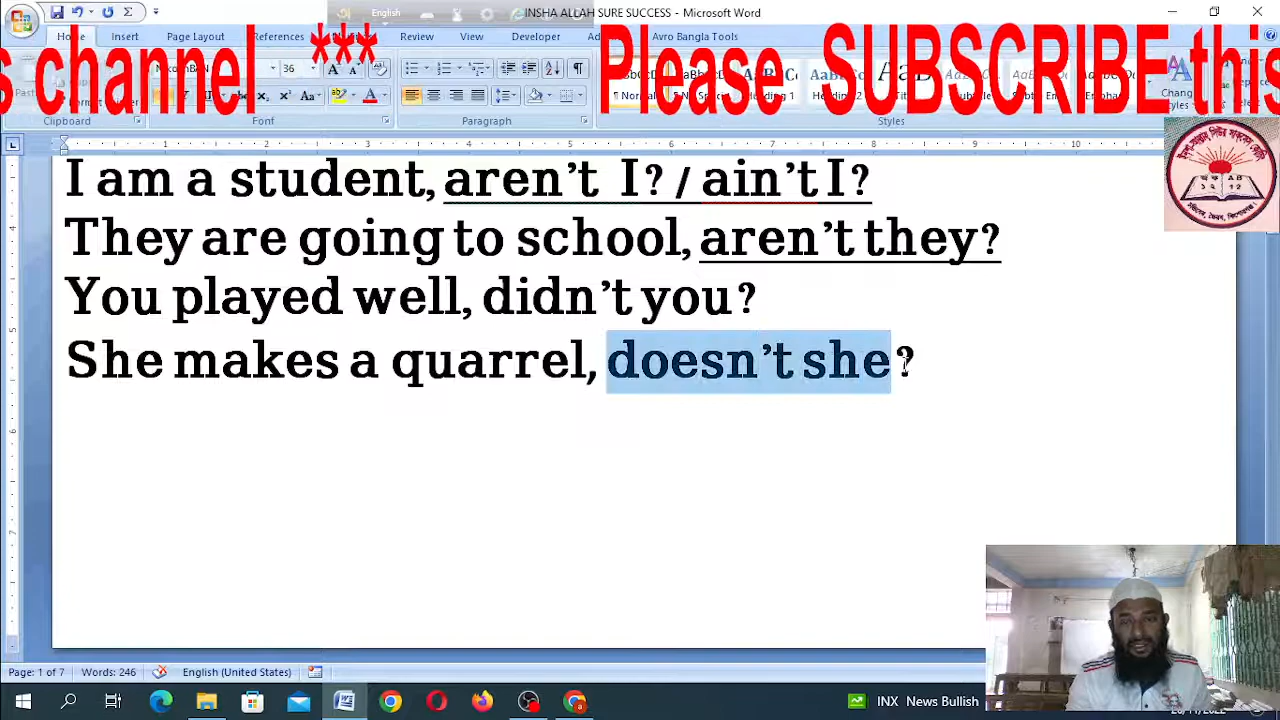 English
INSHA ALLAH SURE SUCCESS - Microsoft Word
Home Insert Page Layout References Review View Developer Avro Bangla Tools
s channel *** Please SUBSCRIBE this
36
Clipboard Font Paragraph Styles
Change
I am a student, aren't I? / ain't I?
They are going to school, aren't they?
You played well, didn't you?
She makes a quarrel, doesn't she?
Page: 1 of 7 Words: 246 English (United States)
INX News Bullish